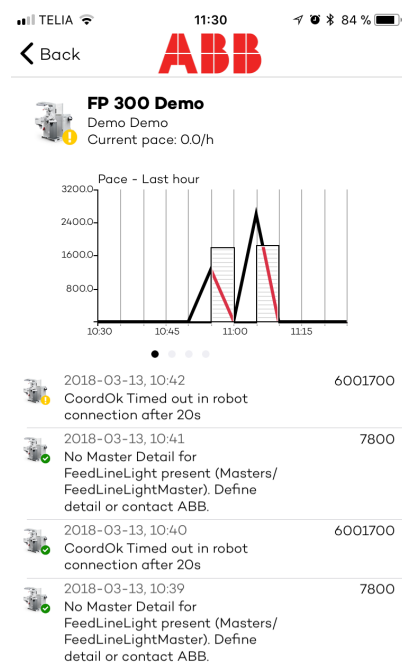 TELIA 11:30 84 %
Back ABB
FP 300 Demo
Demo Demo
Current pace: 0.0/h
Pace - Last hour
3200.0
2400.0
1600.0
800.0
10:30 10:45 11:00 11:15
2018-03-13, 10:42 6001700
CoordOk Timed out in robot
connection after 20s
2018-03-13, 10:41 7800
No Master Detail for
FeedLineLight present (Masters/
FeedLineLightMaster). Define
detail or contact ABB.
2018-03-13, 10:40 6001700
CoordOk Timed out in robot
connection after 20s
2018-03-13, 10:39 7800
No Master Detail for
FeedLineLight present (Masters/
FeedLineLightMaster). Define
detail or contact ABB.